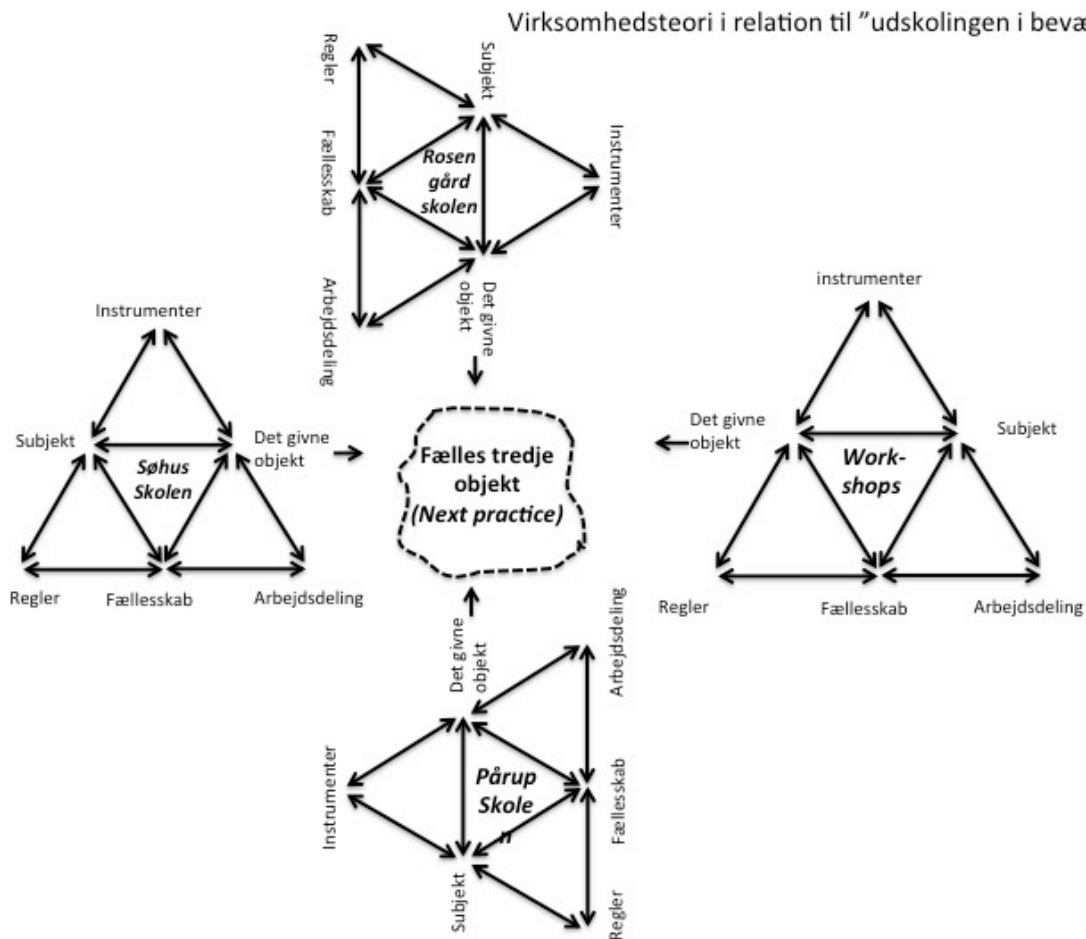 Virksomhedsteori i relation til ”udskolingen i bevæ
Regler
Fællesskab
Arbejdsdeling
Subjekt
Rosen
gård
skolen
Det givne
objekt
Instrumenter
Instrumenter
Subjekt
Det givne
objekt
Søhus
Skolen
Regler
Fællesskab
Arbejdsdeling
Fælles tredje
objekt
(Next practice)
instrumenter
Det givne
objekt
Subjekt
Work-
shops
Regler
Fællesskab
Arbejdsdeling
Det givne
objekt
Instrumenter
Pårup
Skole
n
Subjekt
Arbejdsdeling
Fællesskab
Regler